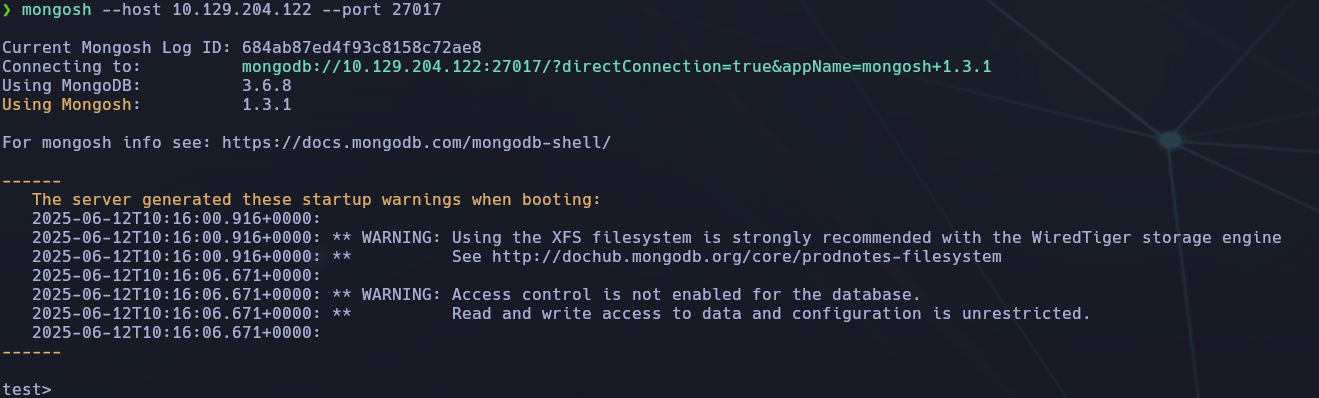 ❯ mongosh --host 10.129.204.122 --port 27017
Current Mongosh Log ID: 684ab87ed4f93c8158c72ae8
Connecting to: mongodb://10.129.204.122:27017/?directConnection=true&appName=mongosh+1.3.1
Using MongoDB: 3.6.8
Using Mongosh: 1.3.1
For mongosh info see: https://docs.mongodb.com/mongodb-shell/
------
The server generated these startup warnings when booting:
2025-06-12T10:16:00.916+0000:
2025-06-12T10:16:00.916+0000: ** WARNING: Using the XFS filesystem is strongly recommended with the WiredTiger storage engine
2025-06-12T10:16:00.916+0000: ** See http://dochub.mongodb.org/core/prodnotes-filesystem
2025-06-12T10:16:06.671+0000:
2025-06-12T10:16:06.671+0000: ** WARNING: Access control is not enabled for the database.
2025-06-12T10:16:06.671+0000: ** Read and write access to data and configuration is unrestricted.
2025-06-12T10:16:06.671+0000:
------
test>